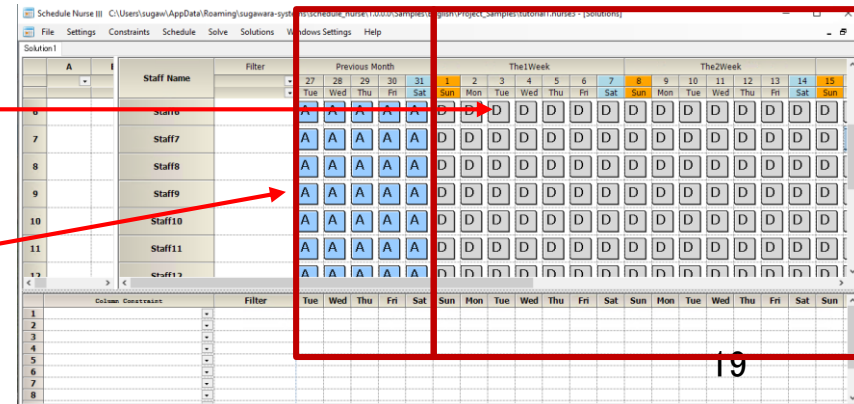 Schedule Nurse III C:\Users\sugaw\AppData\Roaming\sugawara-systems\schedule_nurse\1.0.0.0\Samples\English\Project_Samples\tutorial1.nurse3 - [Solutions]
File Settings Constraints Schedule Solve Solutions Windows Settings Help
Solution 1
A Staff Name Filter Previous Month The1Week The2Week
27 28 29 30 31 1 2 3 4 5 6 7 8 9 10 11 12 13 14 15
Tue Wed Thu Fri Sat Sun Mon Tue Wed Thu Fri Sat Sun Mon Tue Wed Thu Fri Sat Sun
6 Staff6 A A A A A D D D D D D D D D D D D D D D
7 Staff7 A A A A A D D D D D D D D D D D D D D D
8 Staff8 A A A A A D D D D D D D D D D D D D D D
9 Staff9 A A A A A D D D D D D D D D D D D D D D
10 Staff10 A A A A A D D D D D D D D D D D D D D D
11 Staff11 A A A A A D D D D D D D D D D D D D D D
12 Staff12 A A A A A D D D D D D D D D D D D D D D
Column Constraint Filter Tue Wed Thu Fri Sat Sun Mon Tue Wed Thu Fri Sat Sun Mon Tue Wed Thu Fri Sat Sun
1
2
3
4
5
6
7
8
19